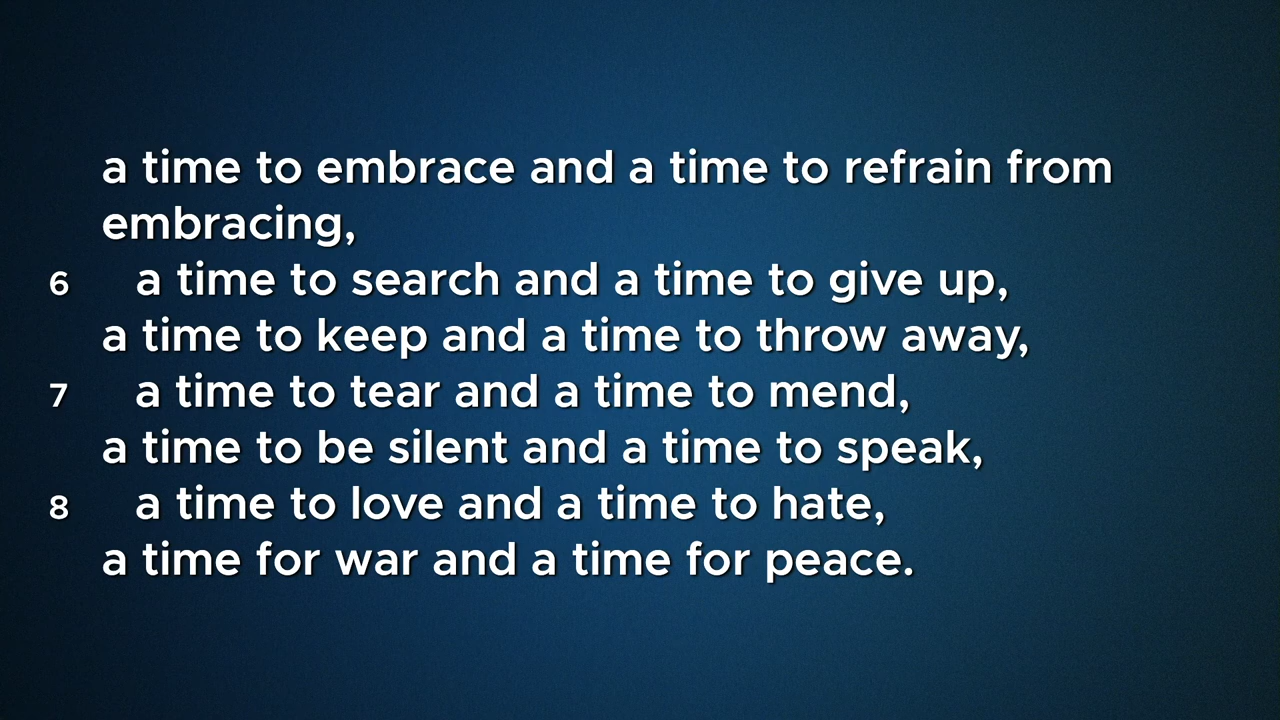 a time to embrace and a time to refrain from
embracing,
6 a time to search and a time to give up,
a time to keep and a time to throw away,
7 a time to tear and a time to mend,
a time to be silent and a time to speak,
8 a time to love and a time to hate,
a time for war and a time for peace.